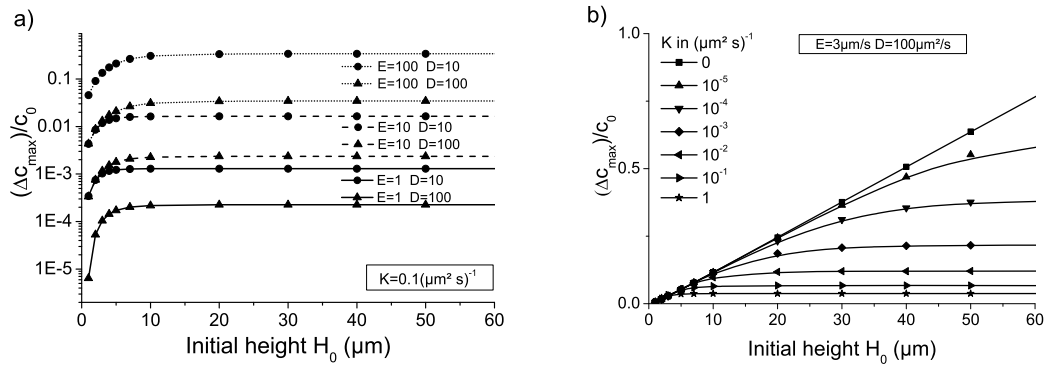 a)
(Δc_max)/c_0
0.1
0.01
1E-3
1E-4
1E-5
E=100 D=10
E=100 D=100
E=10 D=10
E=10 D=100
E=1 D=10
E=1 D=100
K=0.1(µm² s)^-1
0 10 20 30 40 50 60
Initial height H_0 (µm)
b)
(Δc_max)/c_0
1.0
0.5
0.0
K in (µm² s)^-1
0
10^-5
10^-4
10^-3
10^-2
10^-1
1
E=3µm/s D=100µm²/s
0 10 20 30 40 50 60
Initial height H_0 (µm)